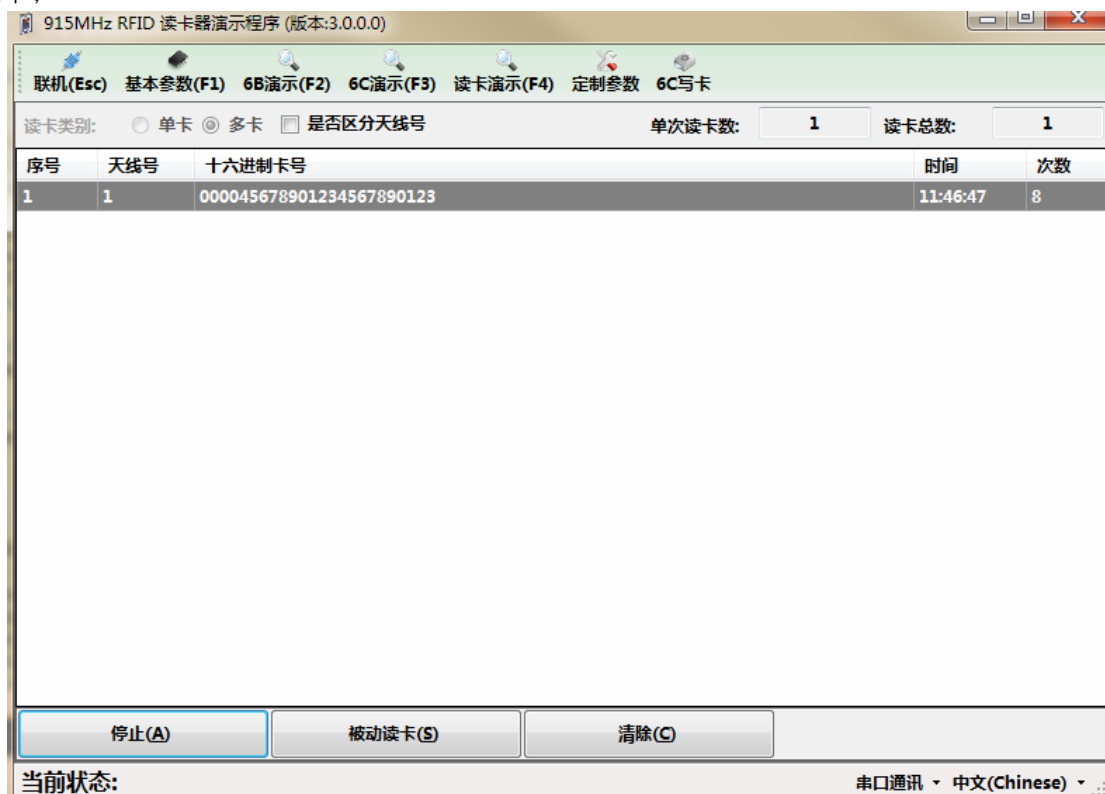 915MHz RFID 读卡器演示程序 (版本:3.0.0.0)
联机(Esc) 基本参数(F1) 6B演示(F2) 6C演示(F3) 读卡演示(F4) 定制参数 6C写卡
读卡类别: 单卡 多卡 是否区分天线号 单次读卡数: 1 读卡总数: 1
序号 天线号 十六进制卡号 时间 次数
1 1 000045678901234567890123 11:46:47 8
停止(A) 被动读卡(S) 清除(C)
当前状态: 串口通讯 中文(Chinese)